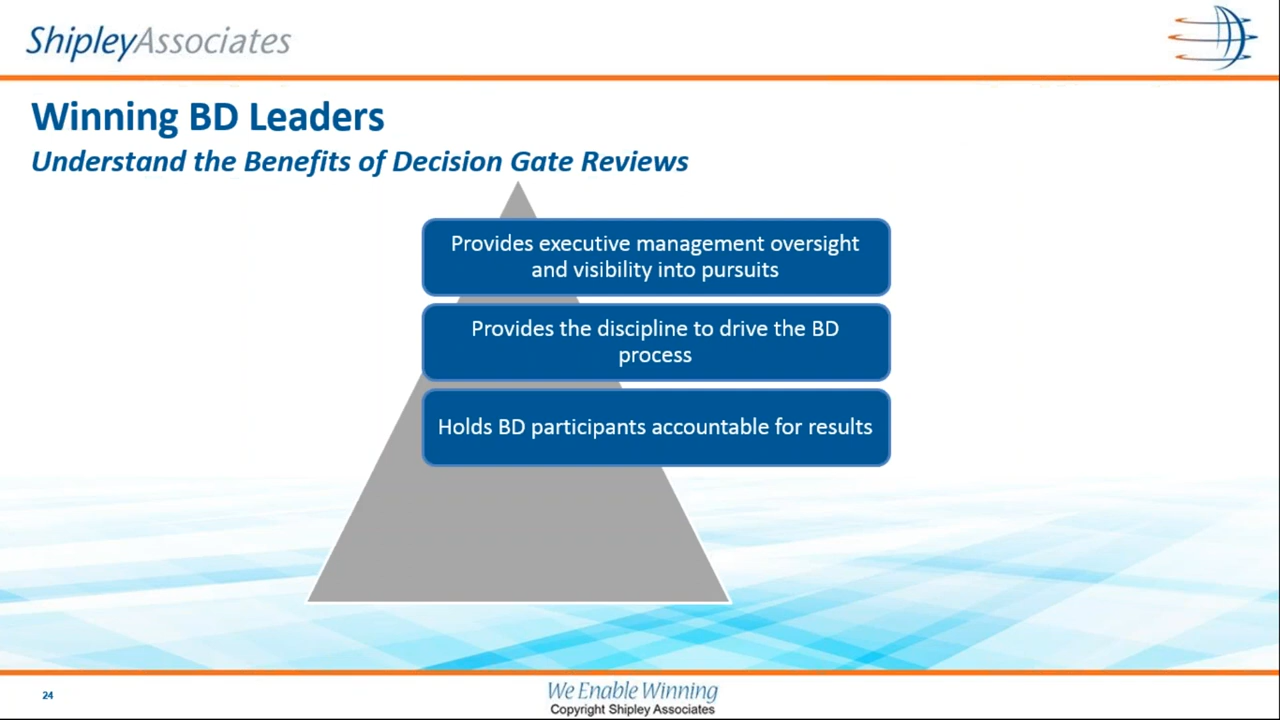 ShipleyAssociates
Winning BD Leaders
Understand the Benefits of Decision Gate Reviews
Provides executive management oversight
and visibility into pursuits
Provides the discipline to drive the BD
process
Holds BD participants accountable for results
24
We Enable Winning
Copyright Shipley Associates